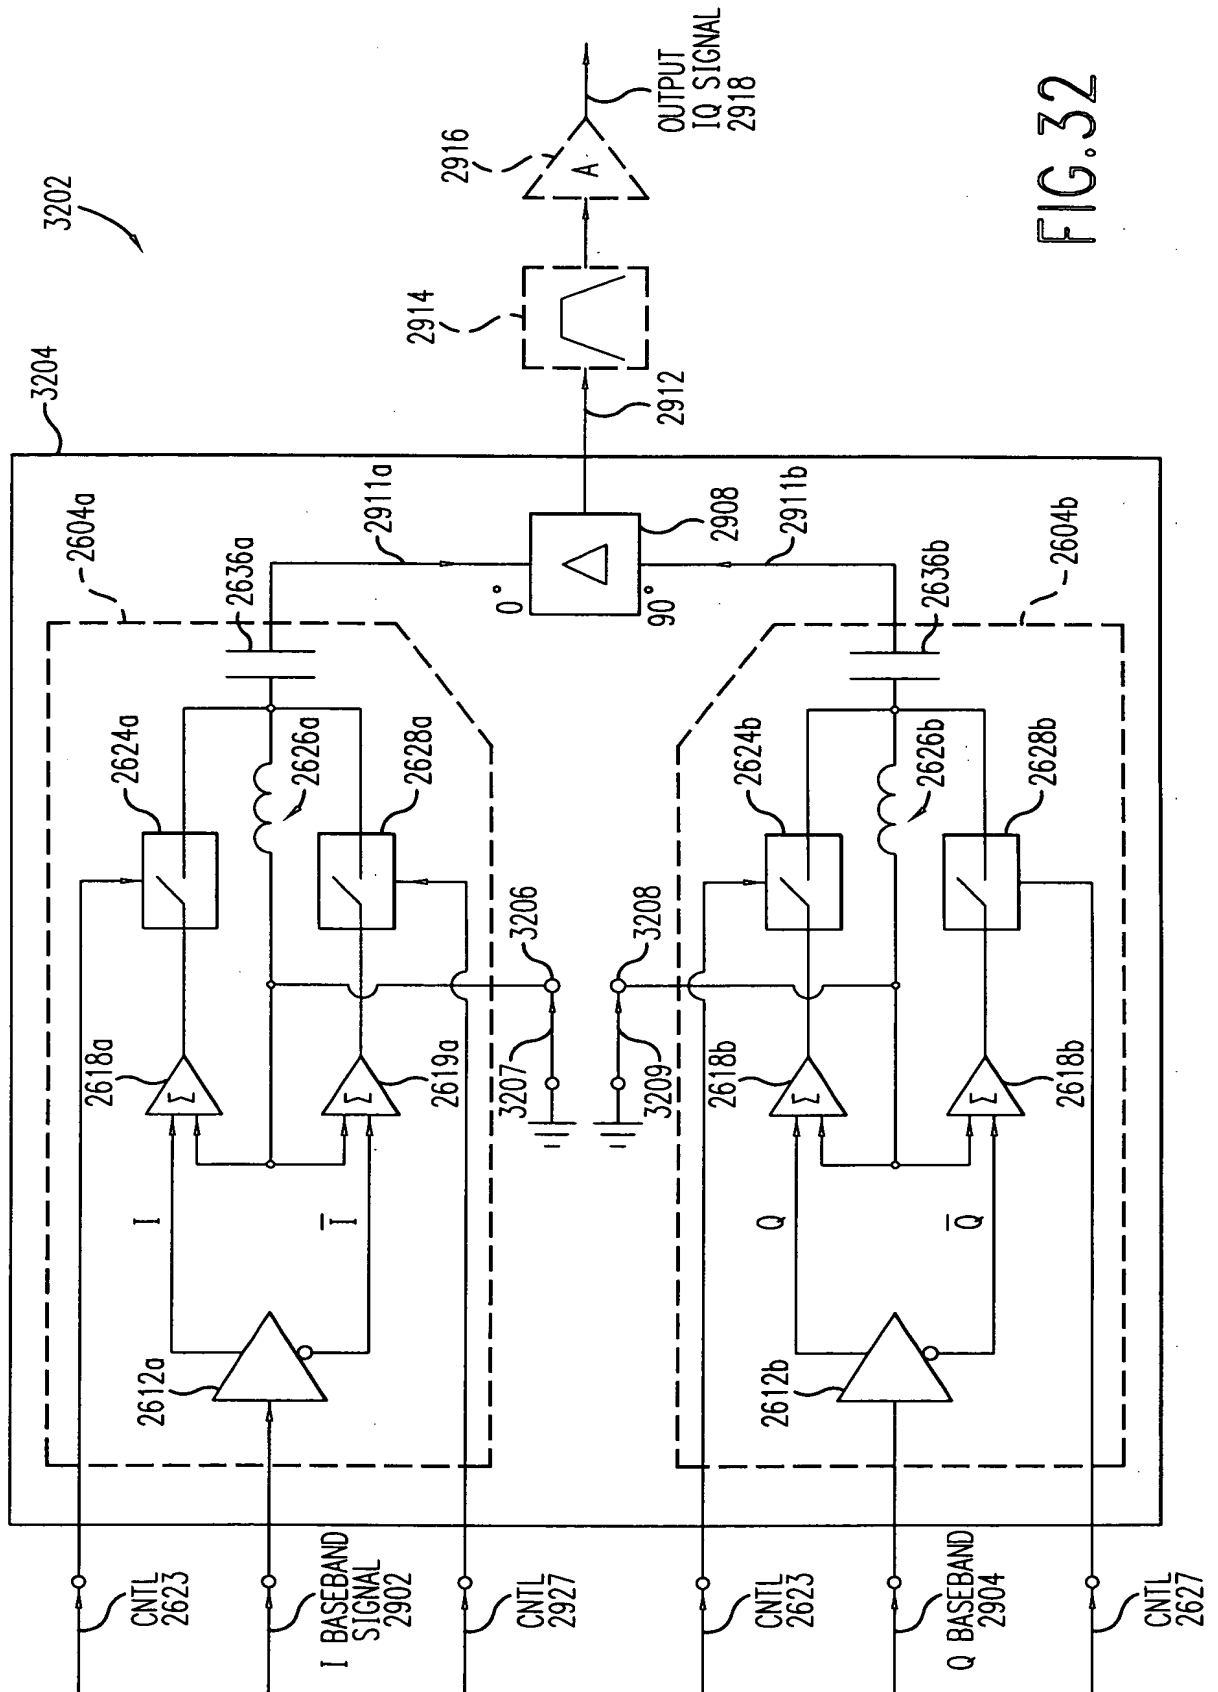 3202
3204
2604a
2636a
2911a
2624a
2626a
2628a
2618a
2619a
2612a
I
I̅
0°
90°
2908
2911b
2912
2914
2916
A
OUTPUT
IQ SIGNAL
2918
3206
3207
3208
3209
2604b
2636b
2624b
2626b
2628b
2618b
2618b
2612b
Q
Q̅
Σ
Σ
Σ
Σ
CNTL
2623
I BASEBAND
SIGNAL
2902
CNTL
2927
CNTL
2623
Q BASEBAND
2904
CNTL
2627
FIG.32